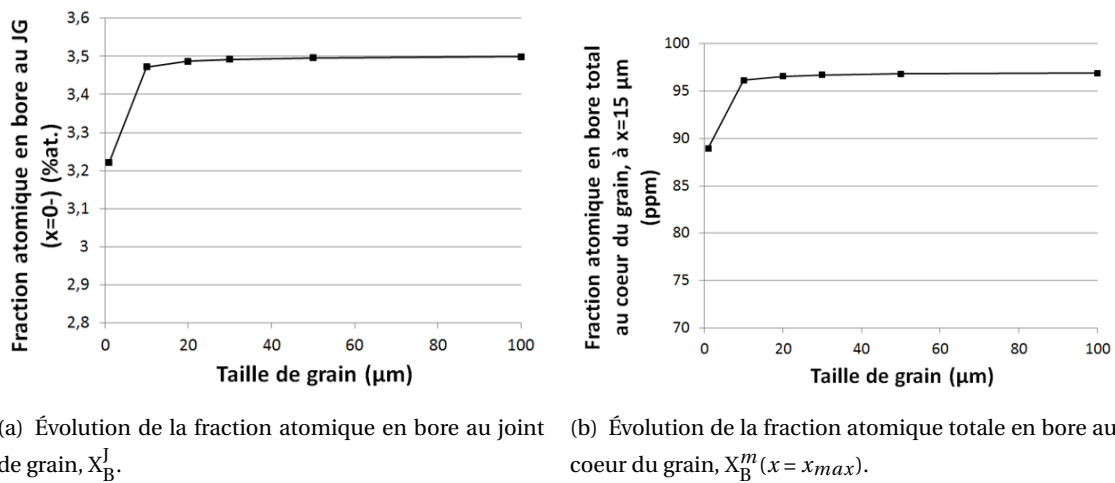 3,6
3,5
3,4
3,3
3,2
3,1
3
2,9
2,8
Fraction atomique en bore au JG
(x=0-) (%at.)
0 20 40 60 80 100
Taille de grain (µm)
100
95
90
85
80
75
70
Fraction atomique en bore total
au coeur du grain, à x=15 µm
(ppm)
0 20 40 60 80 100
Taille de grain (µm)
(a) Évolution de la fraction atomique en bore au joint
de grain, X_B^J.
(b) Évolution de la fraction atomique totale en bore au
coeur du grain, X_B^m(x = x_max).